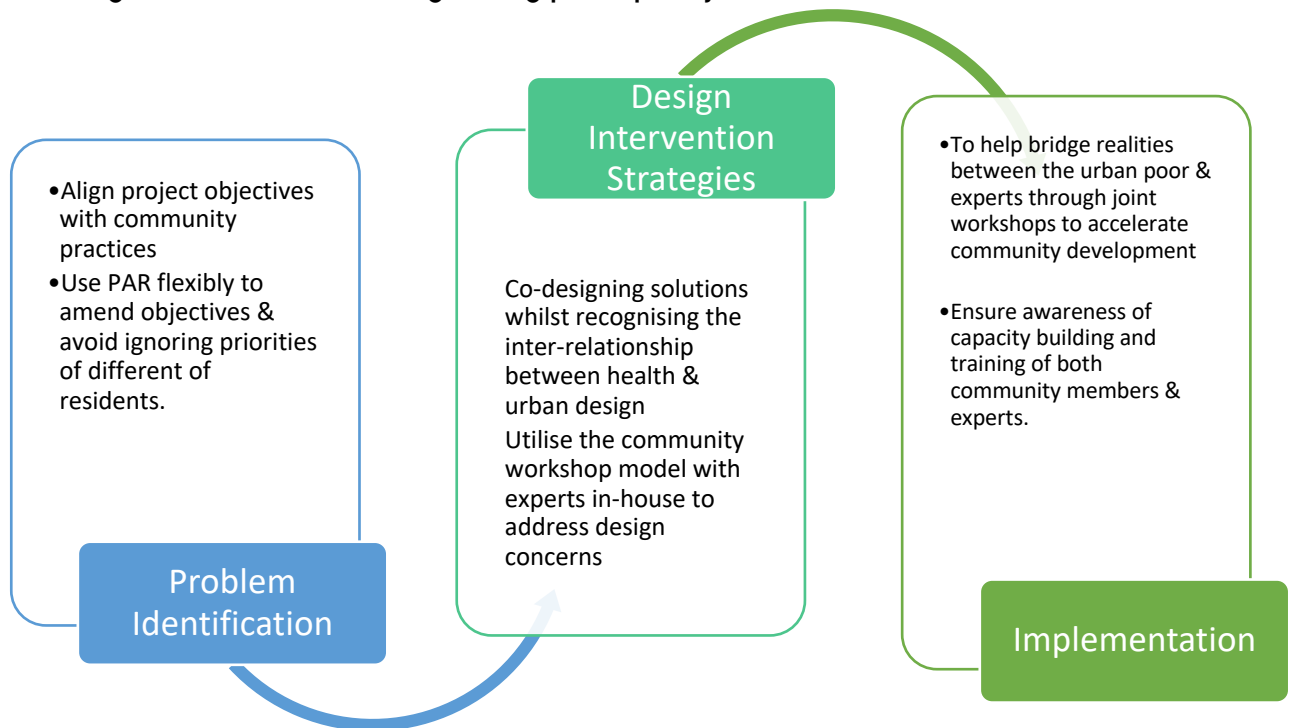 •Align project objectives
with community
practices
•Use PAR flexibly to
amend objectives &
avoid ignoring priorities
of different of
residents.
Problem
Identification
Design
Intervention
Strategies
Co-designing solutions
whilst recognising the
inter-relationship
between health &
urban design
Utilise the community
workshop model with
experts in-house to
address design
concerns
•To help bridge realities
between the urban poor &
experts through joint
workshops to accelerate
community development
•Ensure awareness of
capacity building and
training of both
community members &
experts.
Implementation